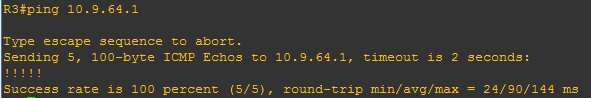 R3#ping 10.9.64.1
Type escape sequence to abort.
Sending 5, 100-byte ICMP Echos to 10.9.64.1, timeout is 2 seconds:
!!!!!
Success rate is 100 percent (5/5), round-trip min/avg/max = 24/90/144 ms